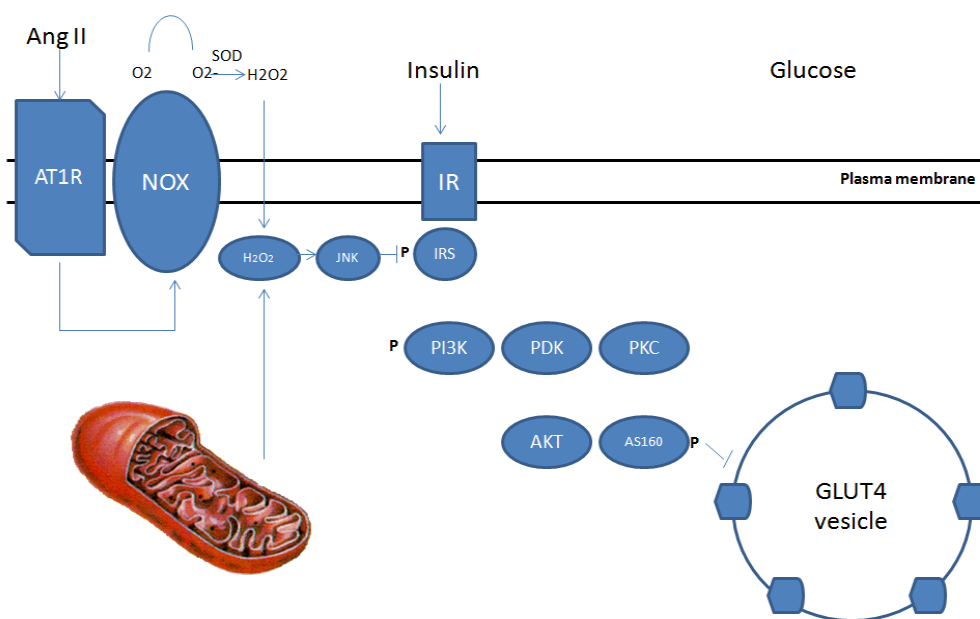 Ang II
SOD
O2
O2-
H2O2
Insulin
Glucose
AT1R
NOX
IR
Plasma membrane
H2O2
JNK
P
IRS
P
PI3K
PDK
PKC
AKT
AS160
P
GLUT4
vesicle